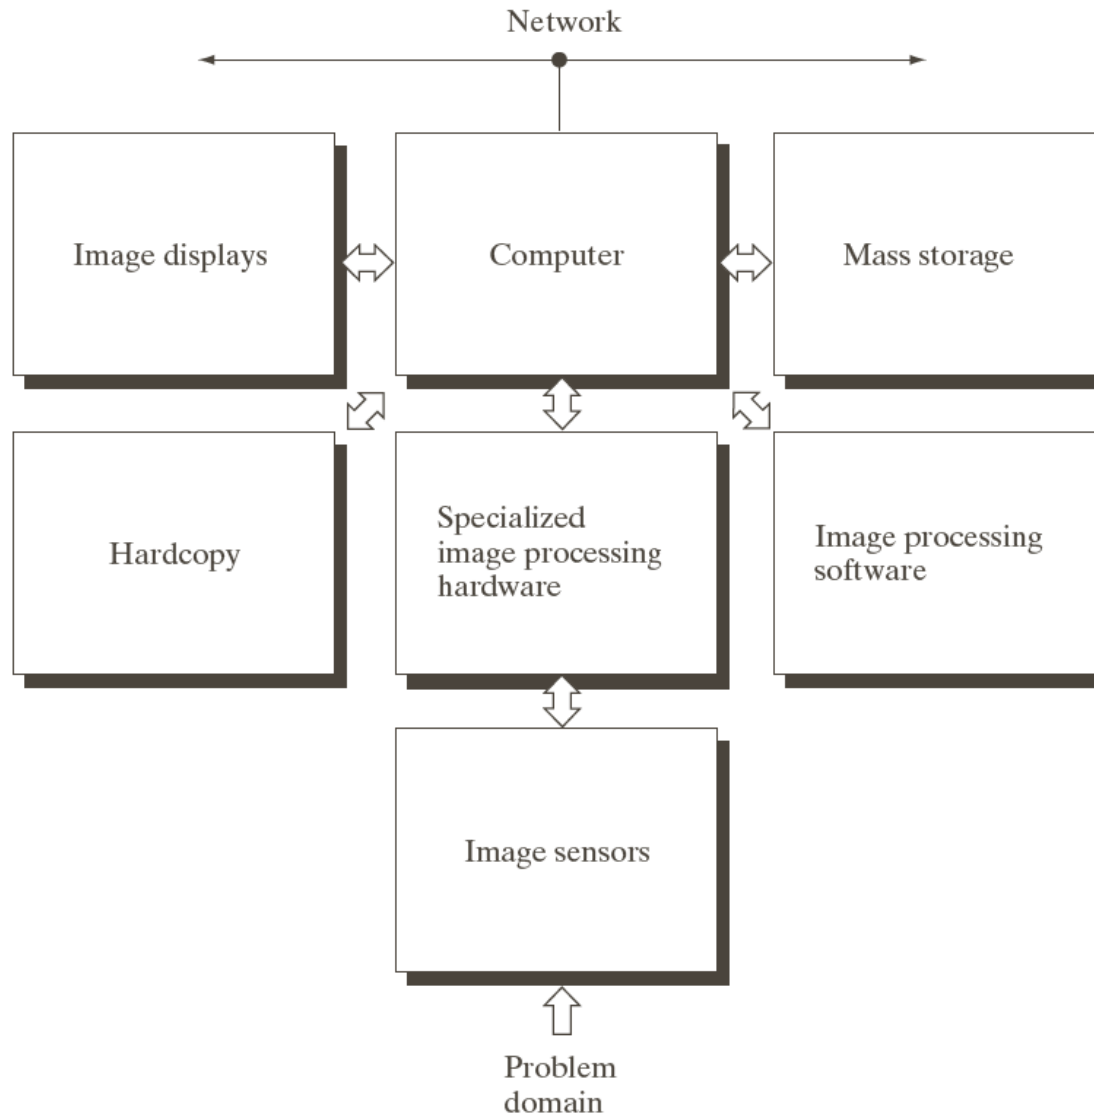 Network
Image displays
Computer
Mass storage
Hardcopy
Specialized
image processing
hardware
Image processing
software
Image sensors
Problem
domain